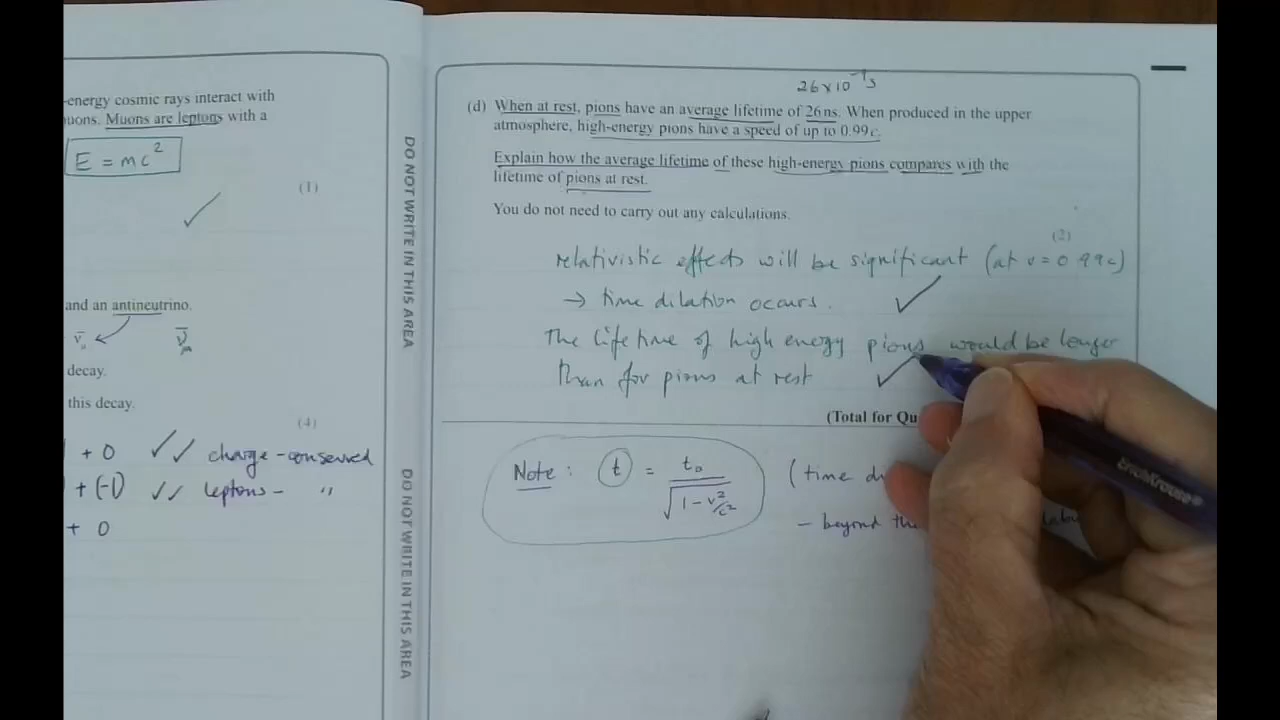 -energy cosmic rays interact with
uons. Muons are leptons with a
E = mc²
(1)
and an antineutrino.
decay.
this decay.
(4)
+ 0 ✓✓ charge - conserved
+ (-1) ✓✓ leptons - "
+ 0
DO NOT WRITE IN THIS AREA
DO NOT WRITE IN THIS AREA
(d) When at rest, pions have an average lifetime of 26 ns. When produced in the upper
atmosphere, high-energy pions have a speed of up to 0.99c.
Explain how the average lifetime of these high-energy pions compares with the
lifetime of pions at rest.
You do not need to carry out any calculations.
(2)
relativistic effects will be significant (at v = 0.99c)
→ time dilation occurs. ✓
The lifetime of high energy pions would be longer
than for pions at rest ✓
(Total for Qu
Note: t = t₀/√(1 - v²/c²) (time d
- beyond the
ErichKrause